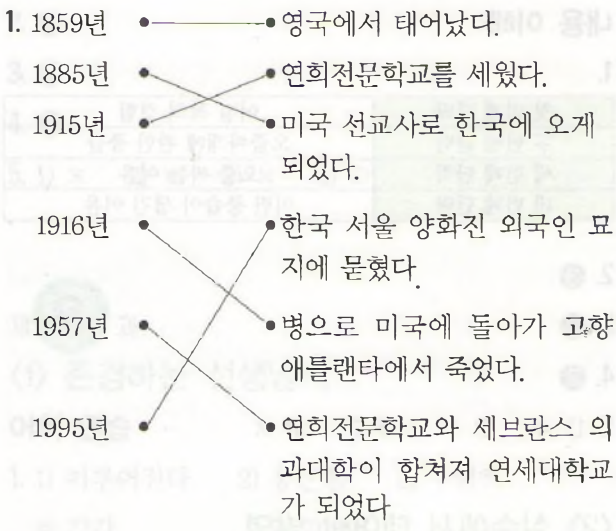 1. 1859년 영국에서 태어났다.
1885년 연희전문학교를 세웠다.
1915년 미국 선교사로 한국에 오게
되었다.
1916년 한국 서울 양화진 외국인 묘
지에 묻혔다.
1957년 병으로 미국에 돌아가 고향
애틀랜타에서 죽었다.
1995년 연희전문학교와 세브란스 의
과대학이 합쳐져 연세대학교
가 되었다